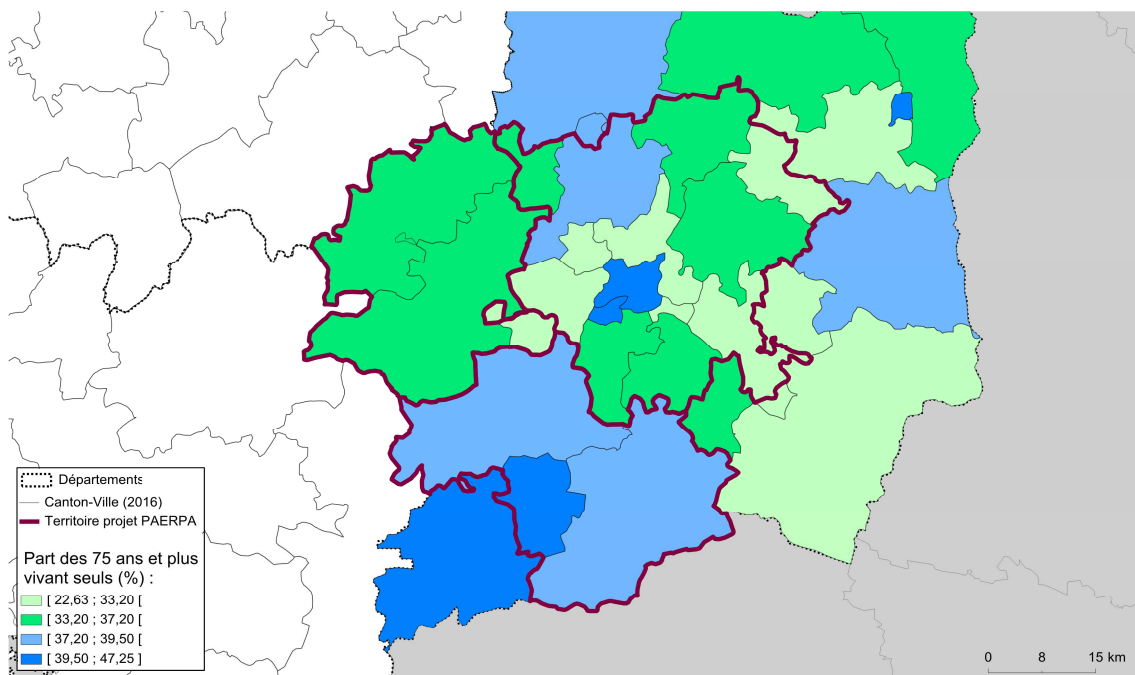 Départements
Canton-Ville (2016)
Territoire projet PAERPA
Part des 75 ans et plus
vivant seuls (%) :
[ 22,63 ; 33,20 [
[ 33,20 ; 37,20 [
[ 37,20 ; 39,50 [
[ 39,50 ; 47,25 ]
0 8 15 km